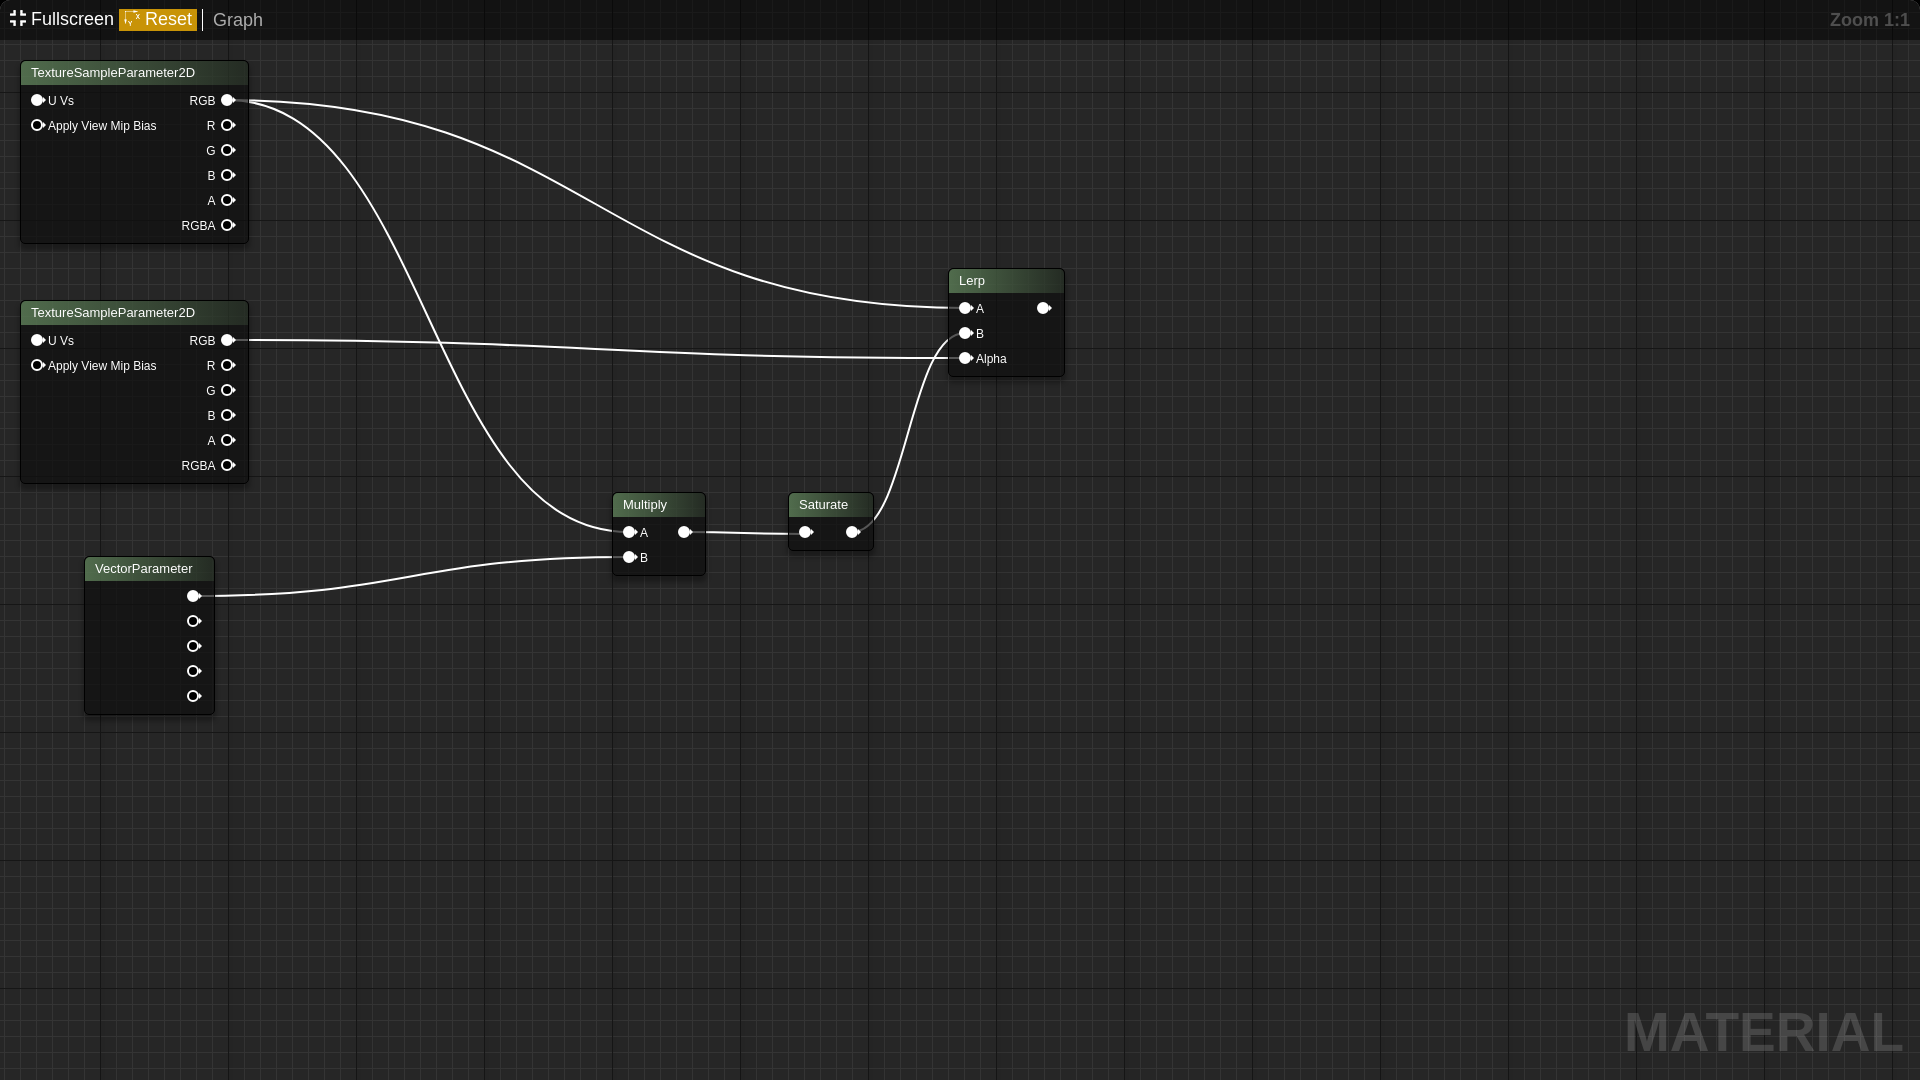 Fullscreen Reset Graph Zoom 1:1
TextureSampleParameter2D
U Vs RGB
Apply View Mip Bias R
G
B
A
RGBA
TextureSampleParameter2D
U Vs RGB
Apply View Mip Bias R
G
B
A
RGBA
VectorParameter
Multiply
A
B
Saturate
Lerp
A
B
Alpha
MATERIAL